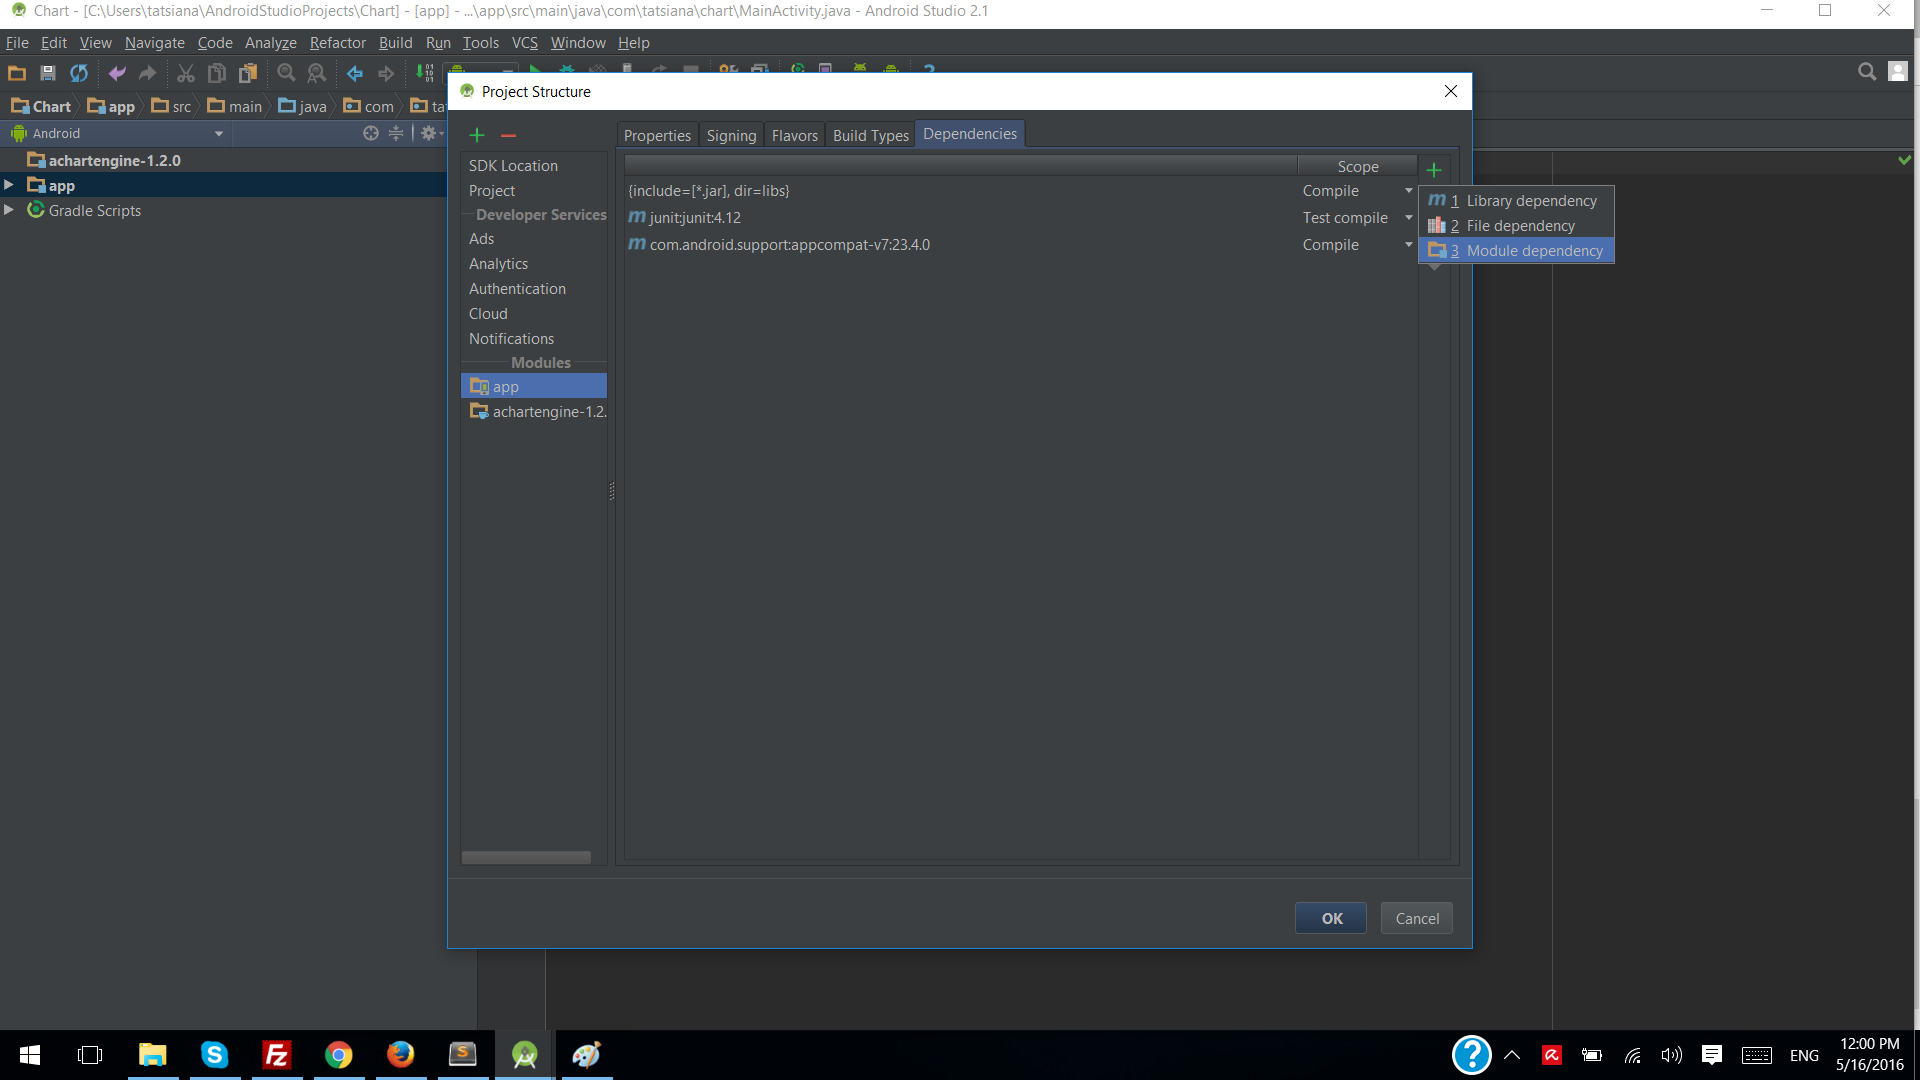 Chart - [C:\Users\tatsiana\AndroidStudioProjects\Chart] - [app] - ...\app\src\main\java\com\tatsiana\chart\MainActivity.java - Android Studio 2.1
File Edit View Navigate Code Analyze Refactor Build Run Tools VCS Window Help
Chart app src main java com
Android
achartengine-1.2.0
app
Gradle Scripts
Project Structure
SDK Location
Project
Developer Services
Ads
Analytics
Authentication
Cloud
Notifications
Modules
app
achartengine-1.2.
Properties Signing Flavors Build Types Dependencies
Scope
{include=[*.jar], dir=libs} Compile
m junit:junit:4.12 Test compile
m com.android.support:appcompat-v7:23.4.0 Compile
m 1 Library dependency
2 File dependency
3 Module dependency
OK Cancel
ENG
12:00 PM
5/16/2016